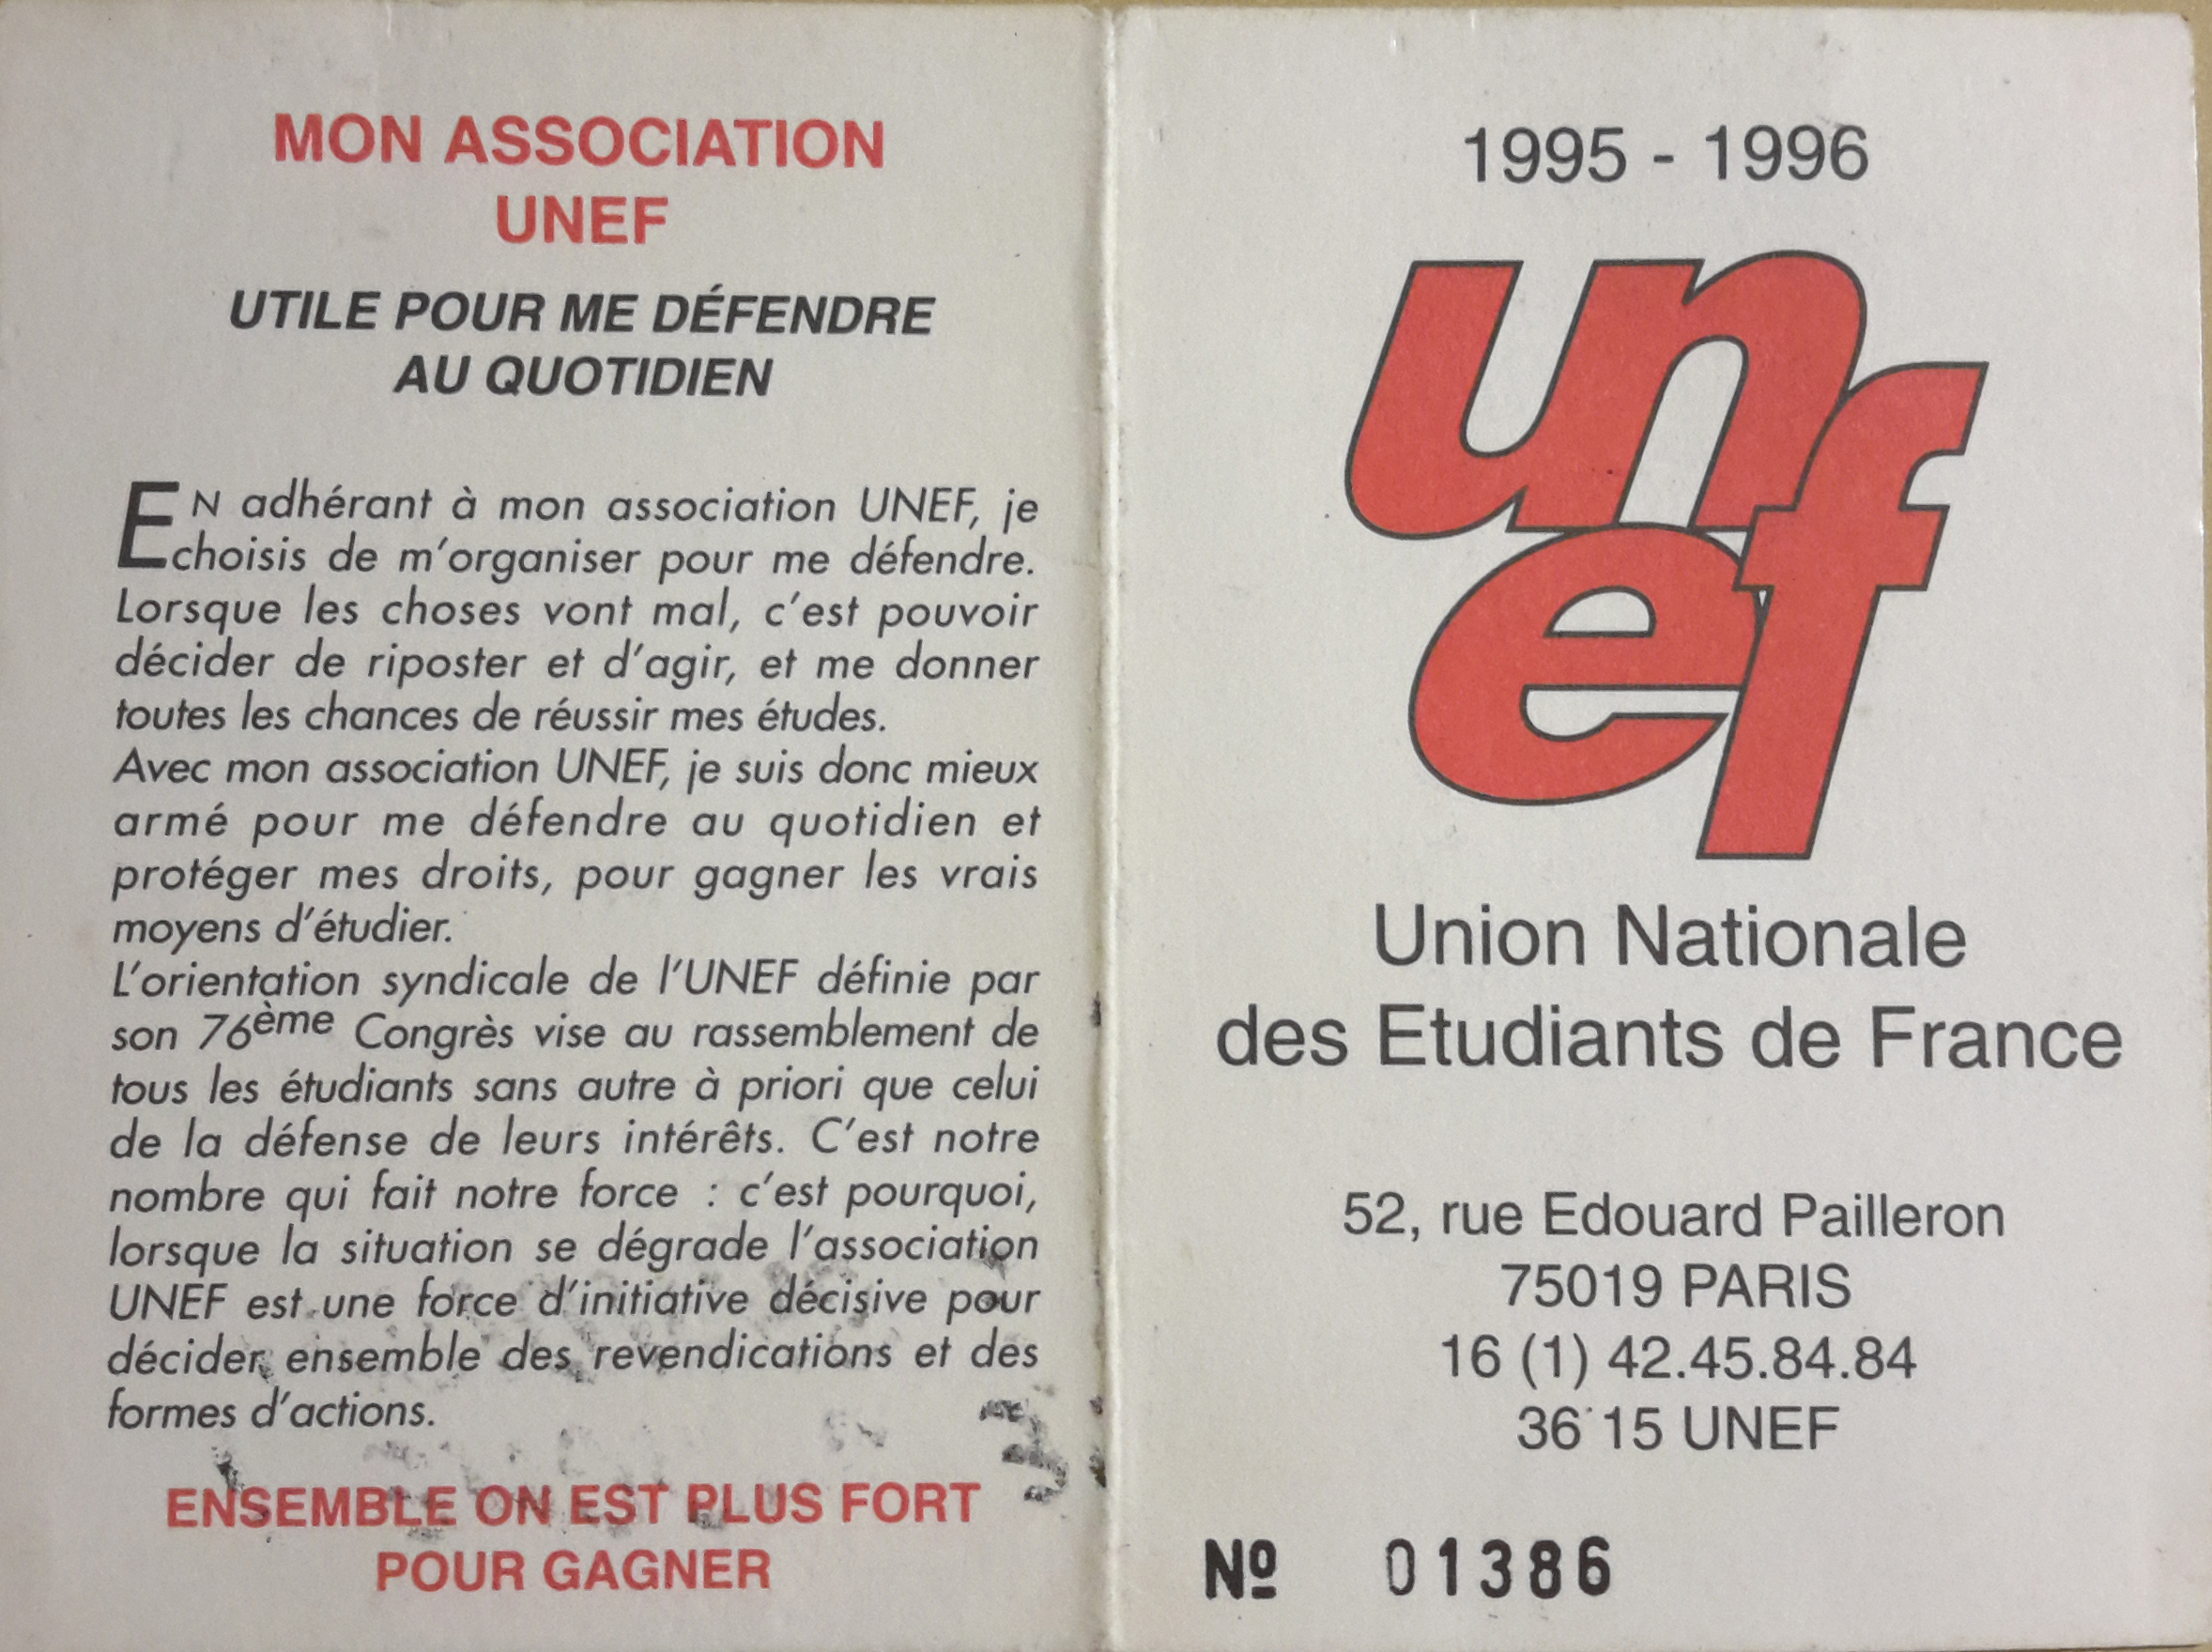 MON ASSOCIATION
UNEF
UTILE POUR ME DÉFENDRE
AU QUOTIDIEN
EN adhérant à mon association UNEF, je
choisis de m'organiser pour me défendre.
Lorsque les choses vont mal, c'est pouvoir
décider de riposter et d'agir, et me donner
toutes les chances de réussir mes études.
Avec mon association UNEF, je suis donc mieux
armé pour me défendre au quotidien et
protéger mes droits, pour gagner les vrais
moyens d'étudier.
L'orientation syndicale de l'UNEF définie par
son 76ème Congrès vise au rassemblement de
tous les étudiants sans autre à priori que celui
de la défense de leurs intérêts. C'est notre
nombre qui fait notre force : c'est pourquoi,
lorsque la situation se dégrade l'association
UNEF est une force d'initiative décisive pour
décider ensemble des revendications et des
formes d'actions.
ENSEMBLE ON EST PLUS FORT
POUR GAGNER
1995 - 1996
un
ef
Union Nationale
des Etudiants de France
52, rue Edouard Pailleron
75019 PARIS
16 (1) 42.45.84.84
36 15 UNEF
Nº 01386